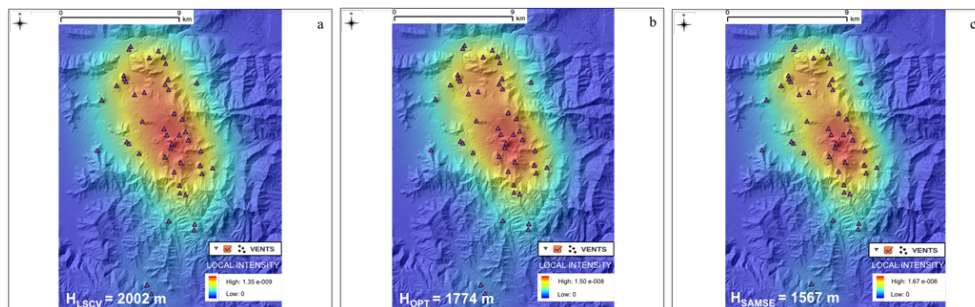 0 9
km
a
VENTS
LOCAL INTENSITY
High: 1.35 e-009
Low: 0
H LSCV = 2002 m
0 9
km
b
VENTS
LOCAL INTENSITY
High: 1.50 e-008
Low: 0
H OPT = 1774 m
0 9
km
c
VENTS
LOCAL INTENSITY
High: 1.67 e-008
Low: 0
H SAMSE = 1567 m